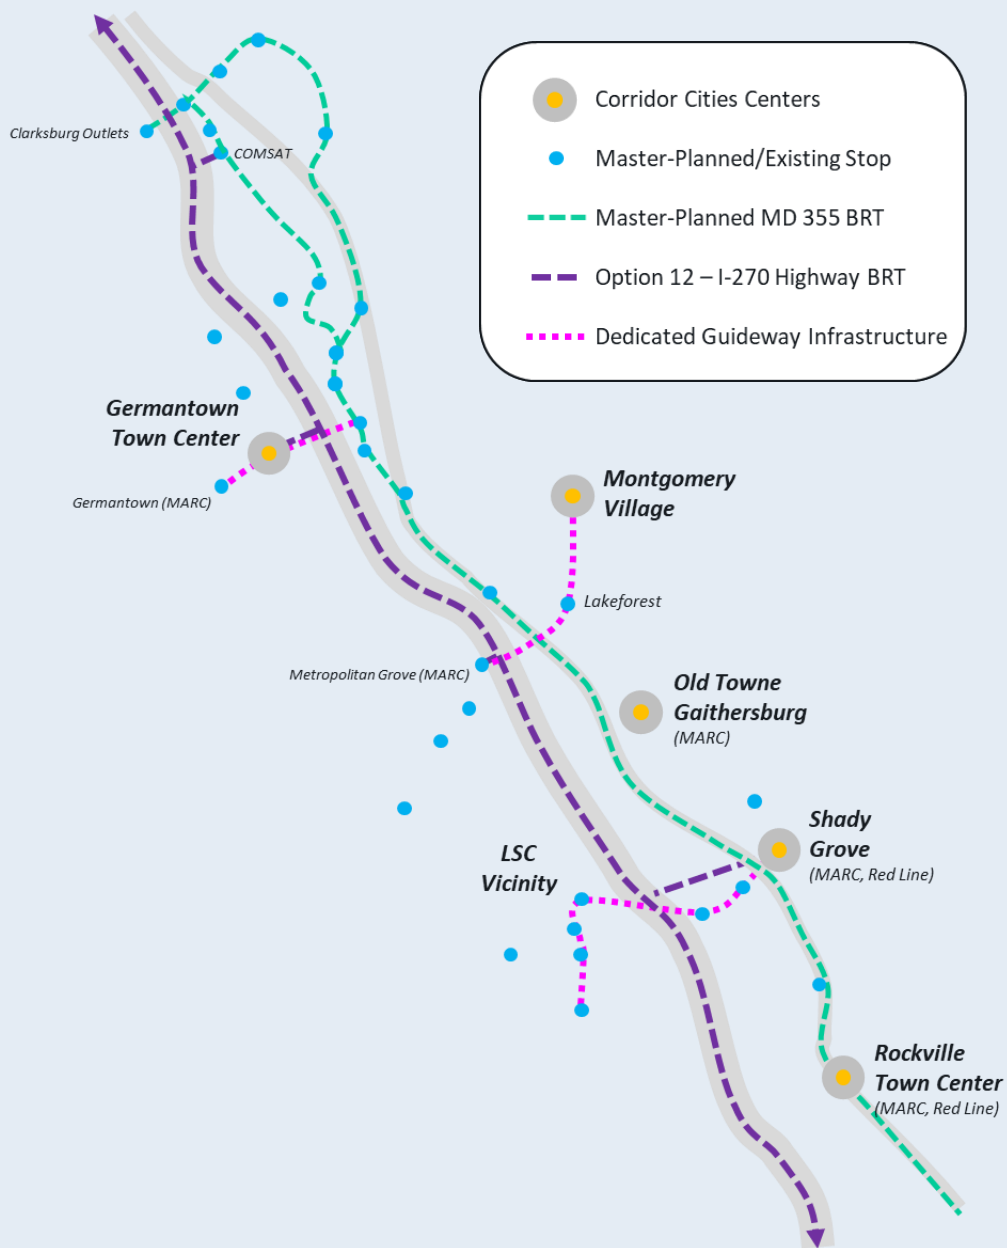 Corridor Cities Centers
Master-Planned/Existing Stop
Master-Planned MD 355 BRT
Option 12 – I-270 Highway BRT
Dedicated Guideway Infrastructure
Clarksburg Outlets
COMSAT
Germantown
Town Center
Germantown (MARC)
Montgomery
Village
Lakeforest
Metropolitan Grove (MARC)
Old Towne
Gaithersburg
(MARC)
Shady
Grove
(MARC, Red Line)
LSC
Vicinity
Rockville
Town Center
(MARC, Red Line)